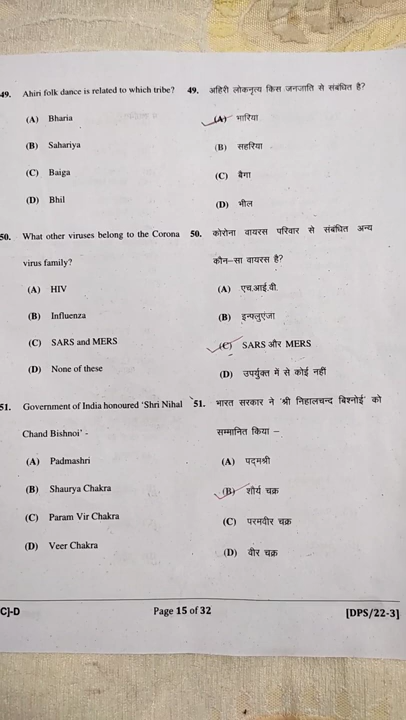 49. Ahiri folk dance is related to which tribe?
(A) Bharia
(B) Sahariya
(C) Baiga
(D) Bhil
50. What other viruses belong to the Corona
virus family?
(A) HIV
(B) Influenza
(C) SARS and MERS
(D) None of these
51. Government of India honoured 'Shri Nihal
Chand Bishnoi' -
(A) Padmashri
(B) Shaurya Chakra
(C) Param Vir Chakra
(D) Veer Chakra
49. अहिरी लोकनृत्य किस जनजाति से संबंधित है?
(A) भारिया
(B) सहरिया
(C) बैगा
(D) भील
50. कोरोना वायरस परिवार से संबंधित अन्य
कौन-सा वायरस है?
(A) एच.आई.वी.
(B) इन्फ्लुएंजा
(C) SARS और MERS
(D) उपर्युक्त में से कोई नहीं
51. भारत सरकार ने 'श्री निहालचन्द बिश्नोई' को
सम्मानित किया –
(A) पद्मश्री
(B) शौर्य चक्र
(C) परमवीर चक्र
(D) वीर चक्र
C]-D
Page 15 of 32
[DPS/22-3]